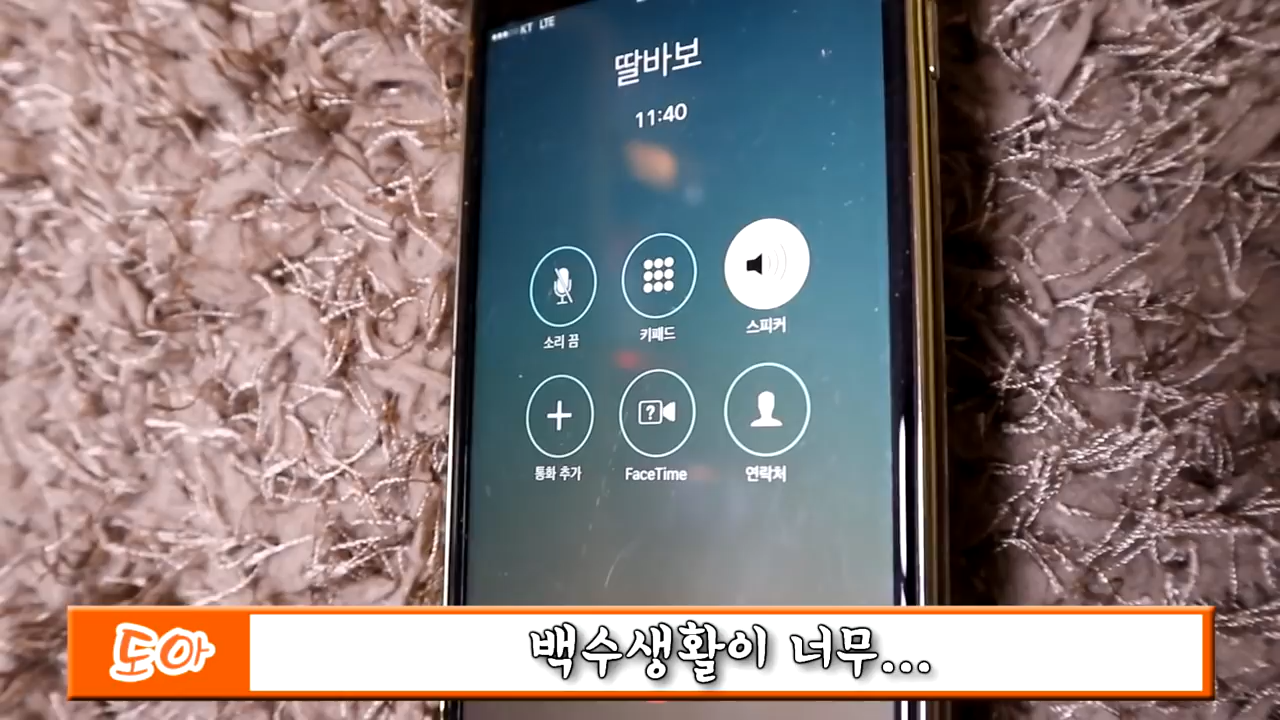 KT LTE
딸바보
11:40
소리 끔
키패드
스피커
통화 추가
FaceTime
연락처
도아
백수생활이 너무...